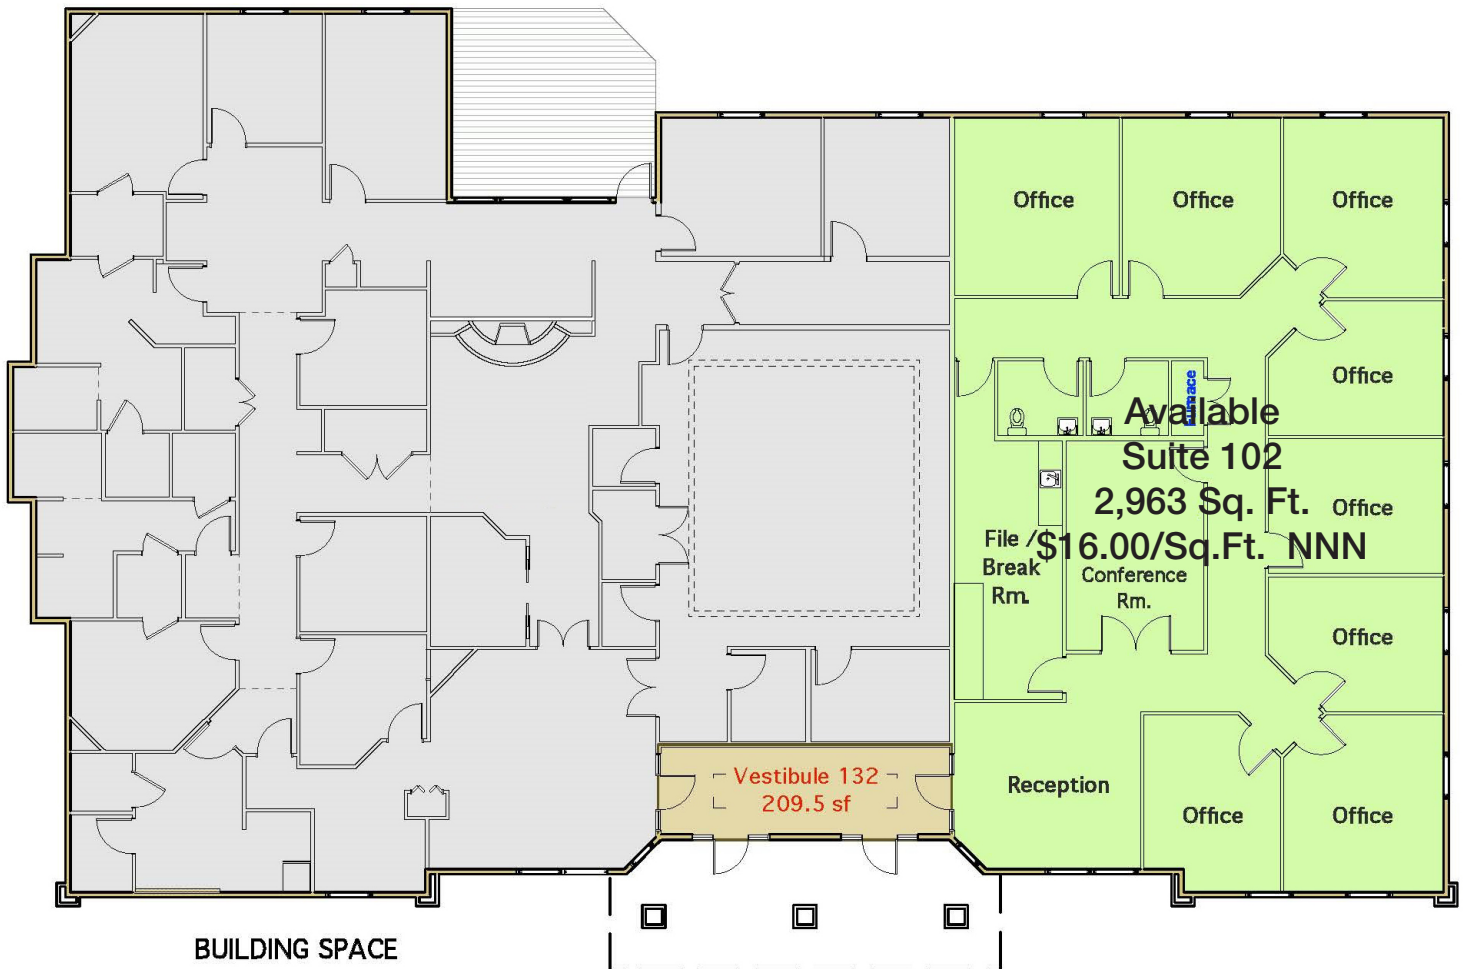 Office
Office
Office
Office
Furnace
Available
Suite 102
2,963 Sq. Ft.
$16.00/Sq.Ft. NNN
Office
File /
Break
Rm.
Conference
Rm.
Office
Vestibule 132
209.5 sf
Reception
Office
Office
BUILDING SPACE